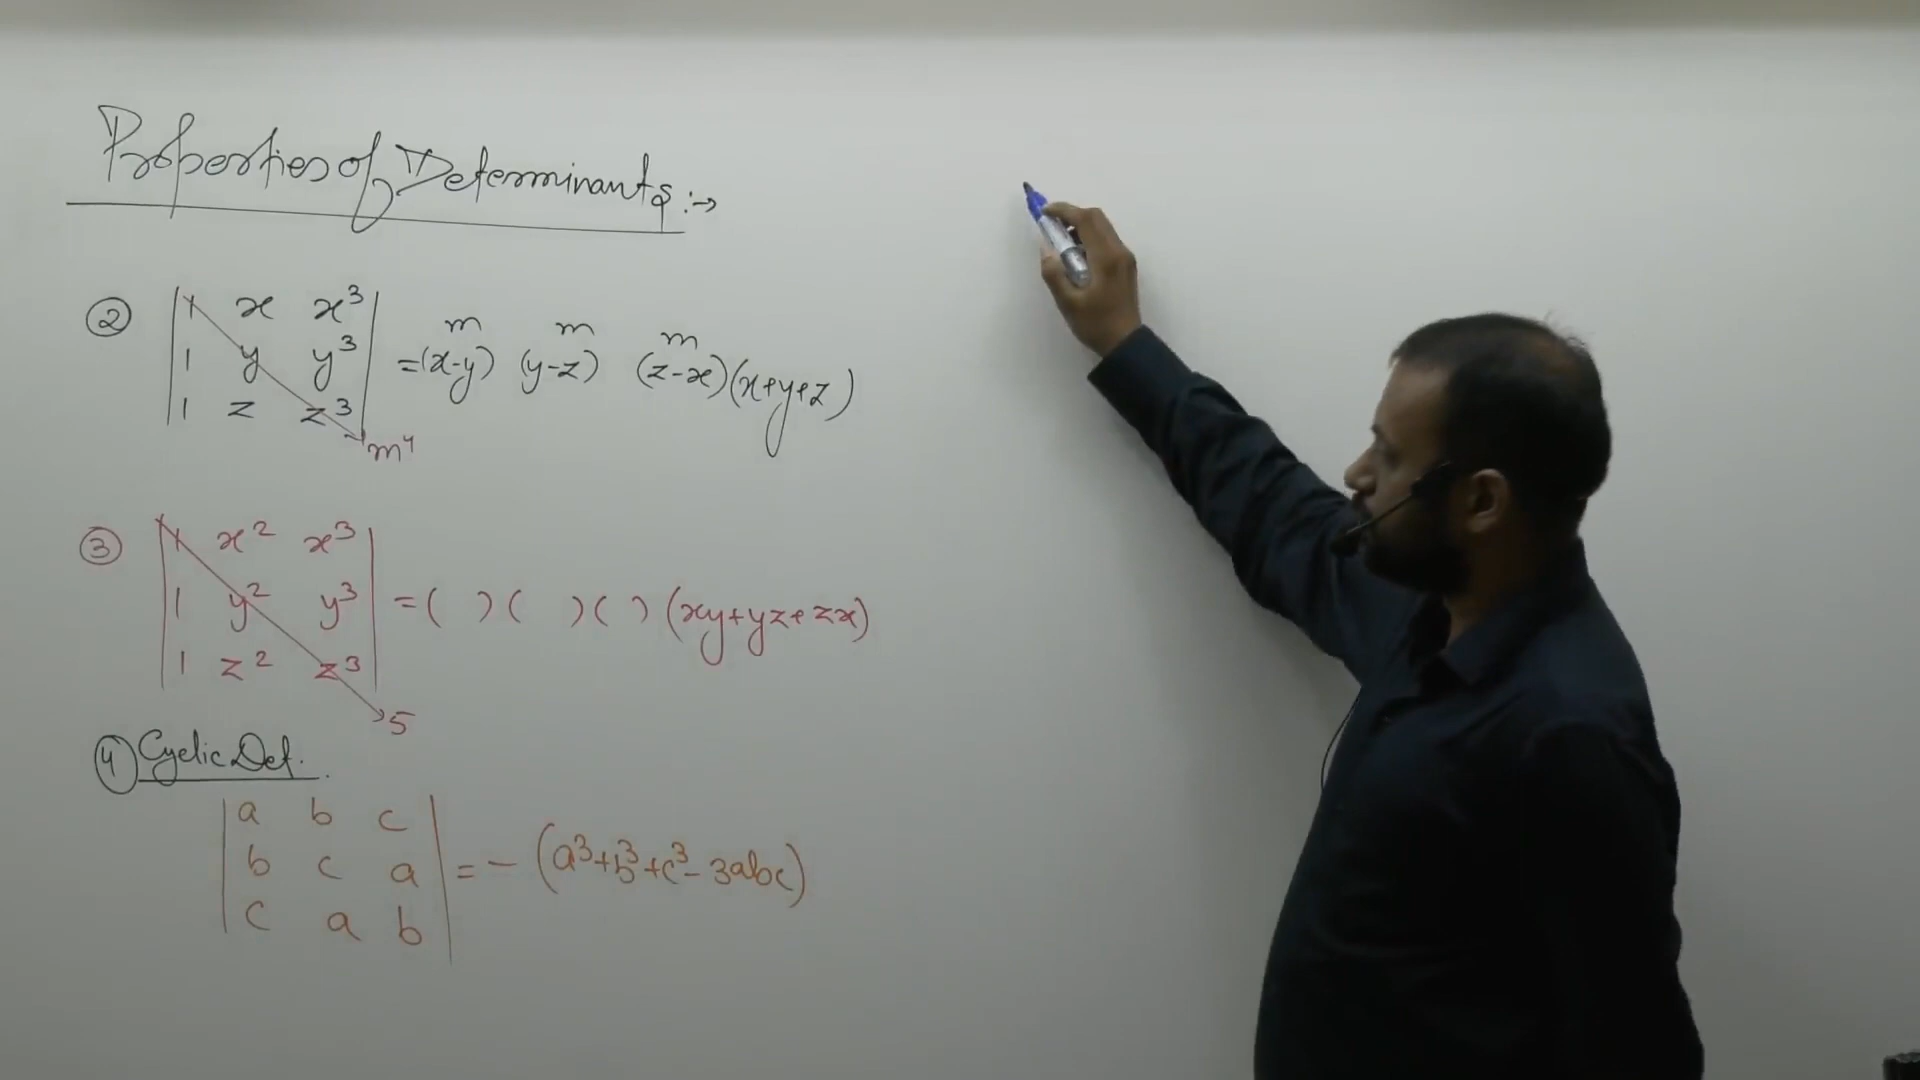 Properties of Determinants :→
② | 1 x x³ |
m m m
| 1 y y³ | = (x-y) (y-z) (z-x)(x+y+z)
| 1 z z³ |
m⁴
③ | 1 x² x³ |
| 1 y² y³ | = ( ) ( ) ( ) (xy+yz+zx)
| 1 z² z³ |
5
④ Cyclic Det.
| a b c |
| b c a | = - (a³+b³+c³-3abc)
| c a b |